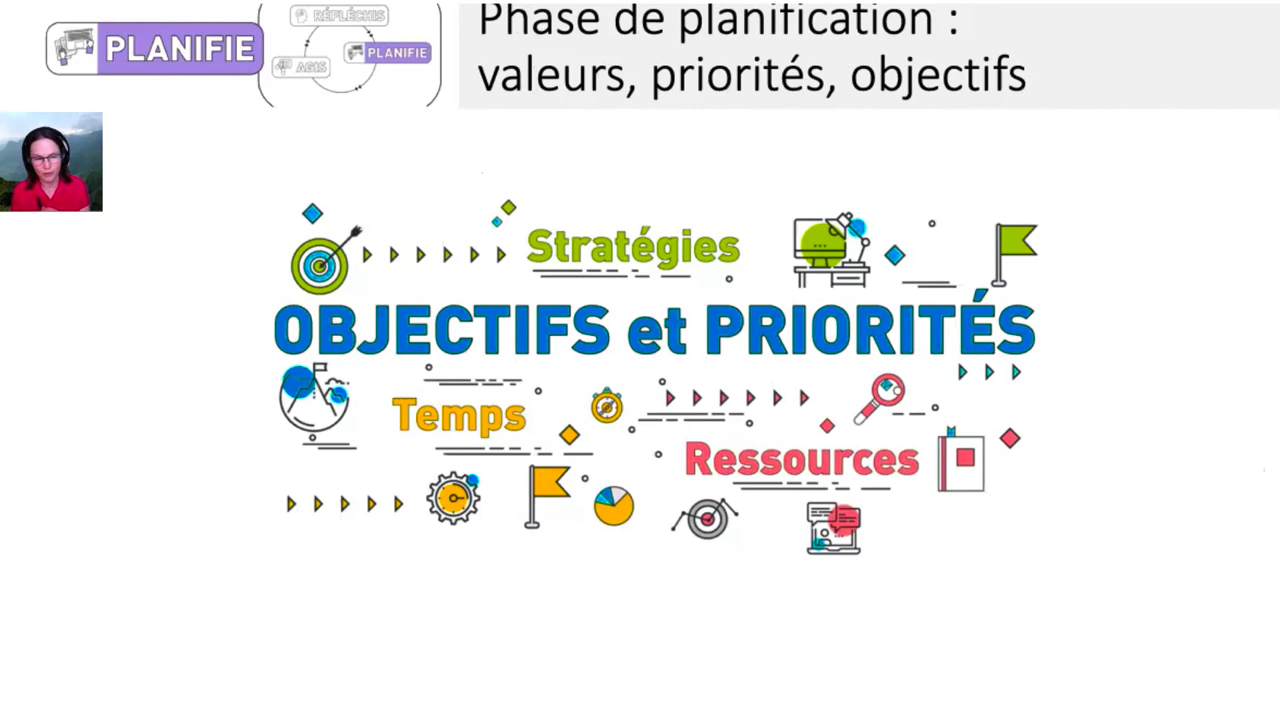 RÉFLÉCHIS
PLANIFIE
PLANIFIE
AGIS
Phase de planification :
valeurs, priorités, objectifs
Stratégies
OBJECTIFS et PRIORITÉS
Temps
Ressources